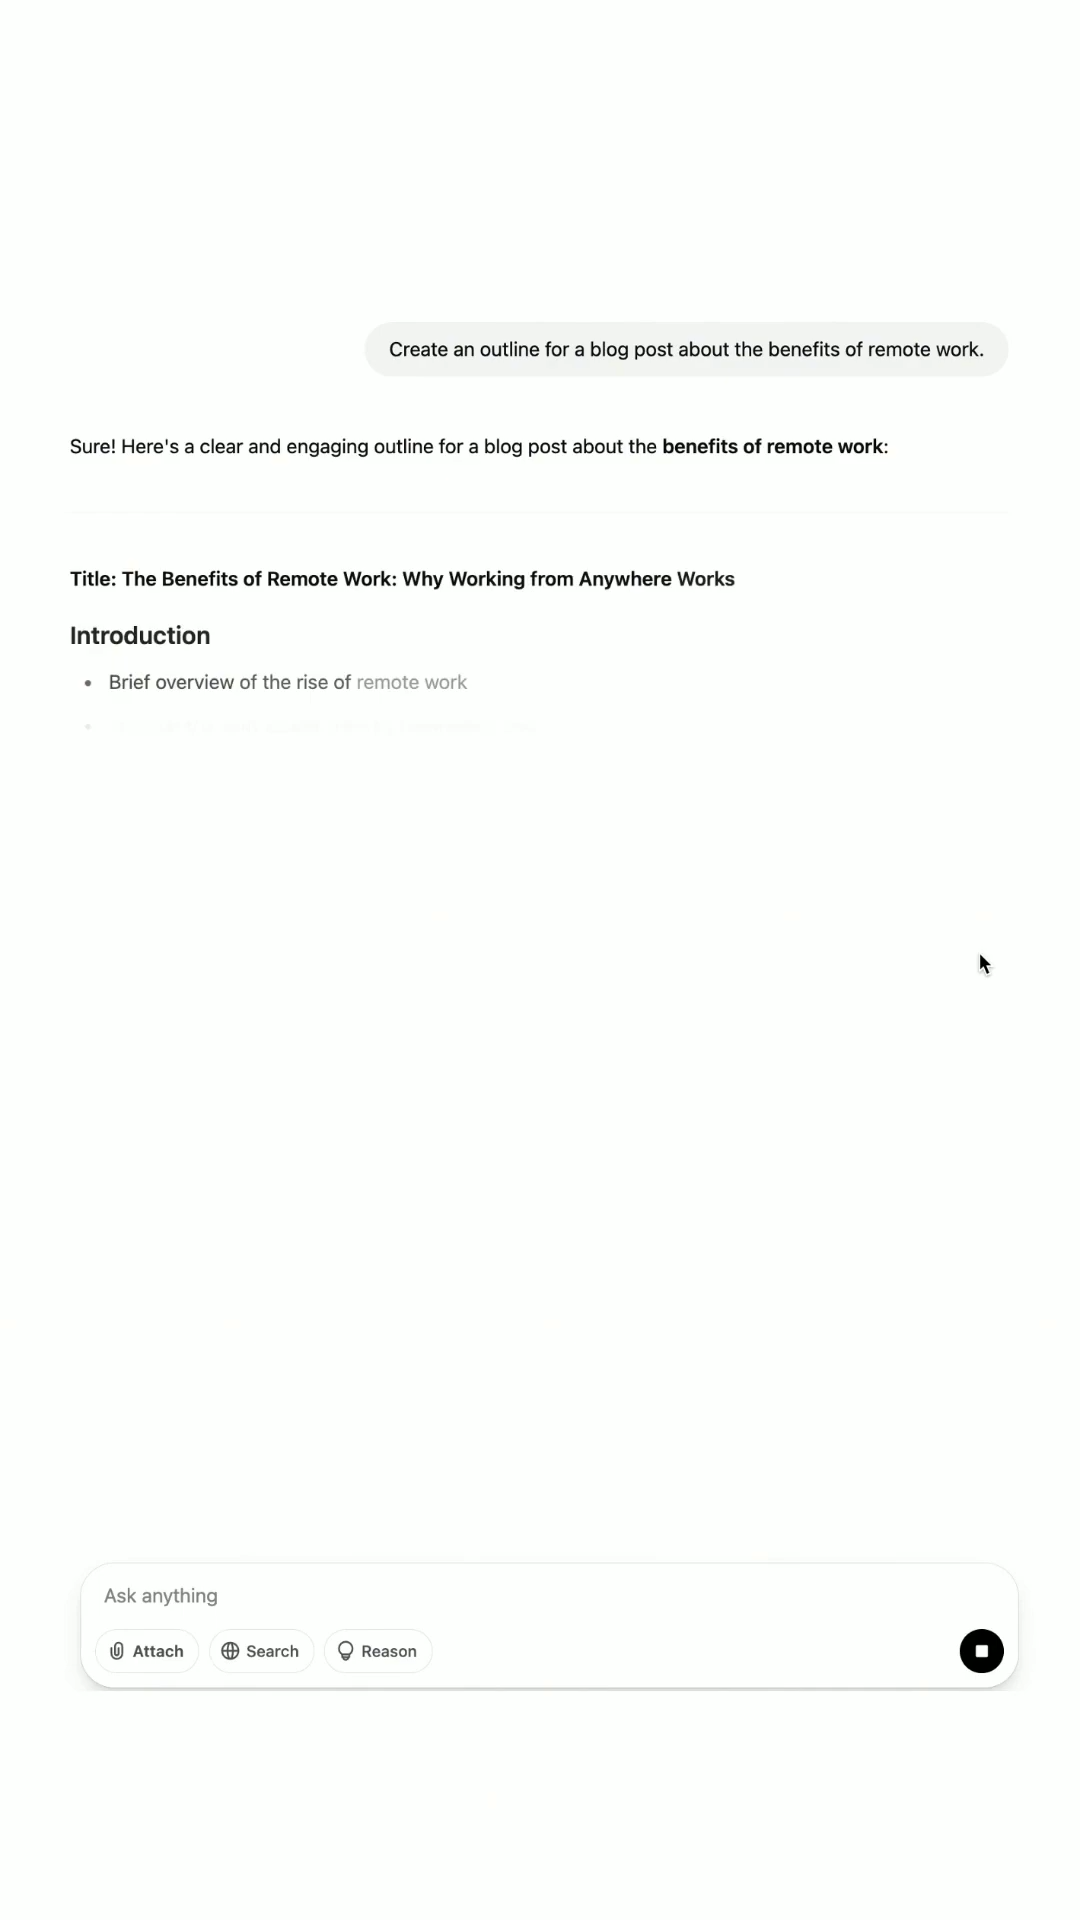 Create an outline for a blog post about the benefits of remote work.
Sure! Here's a clear and engaging outline for a blog post about the benefits of remote work:
Title: The Benefits of Remote Work: Why Working from Anywhere Works
Introduction
• Brief overview of the rise of remote work
Ask anything
Attach Search Reason